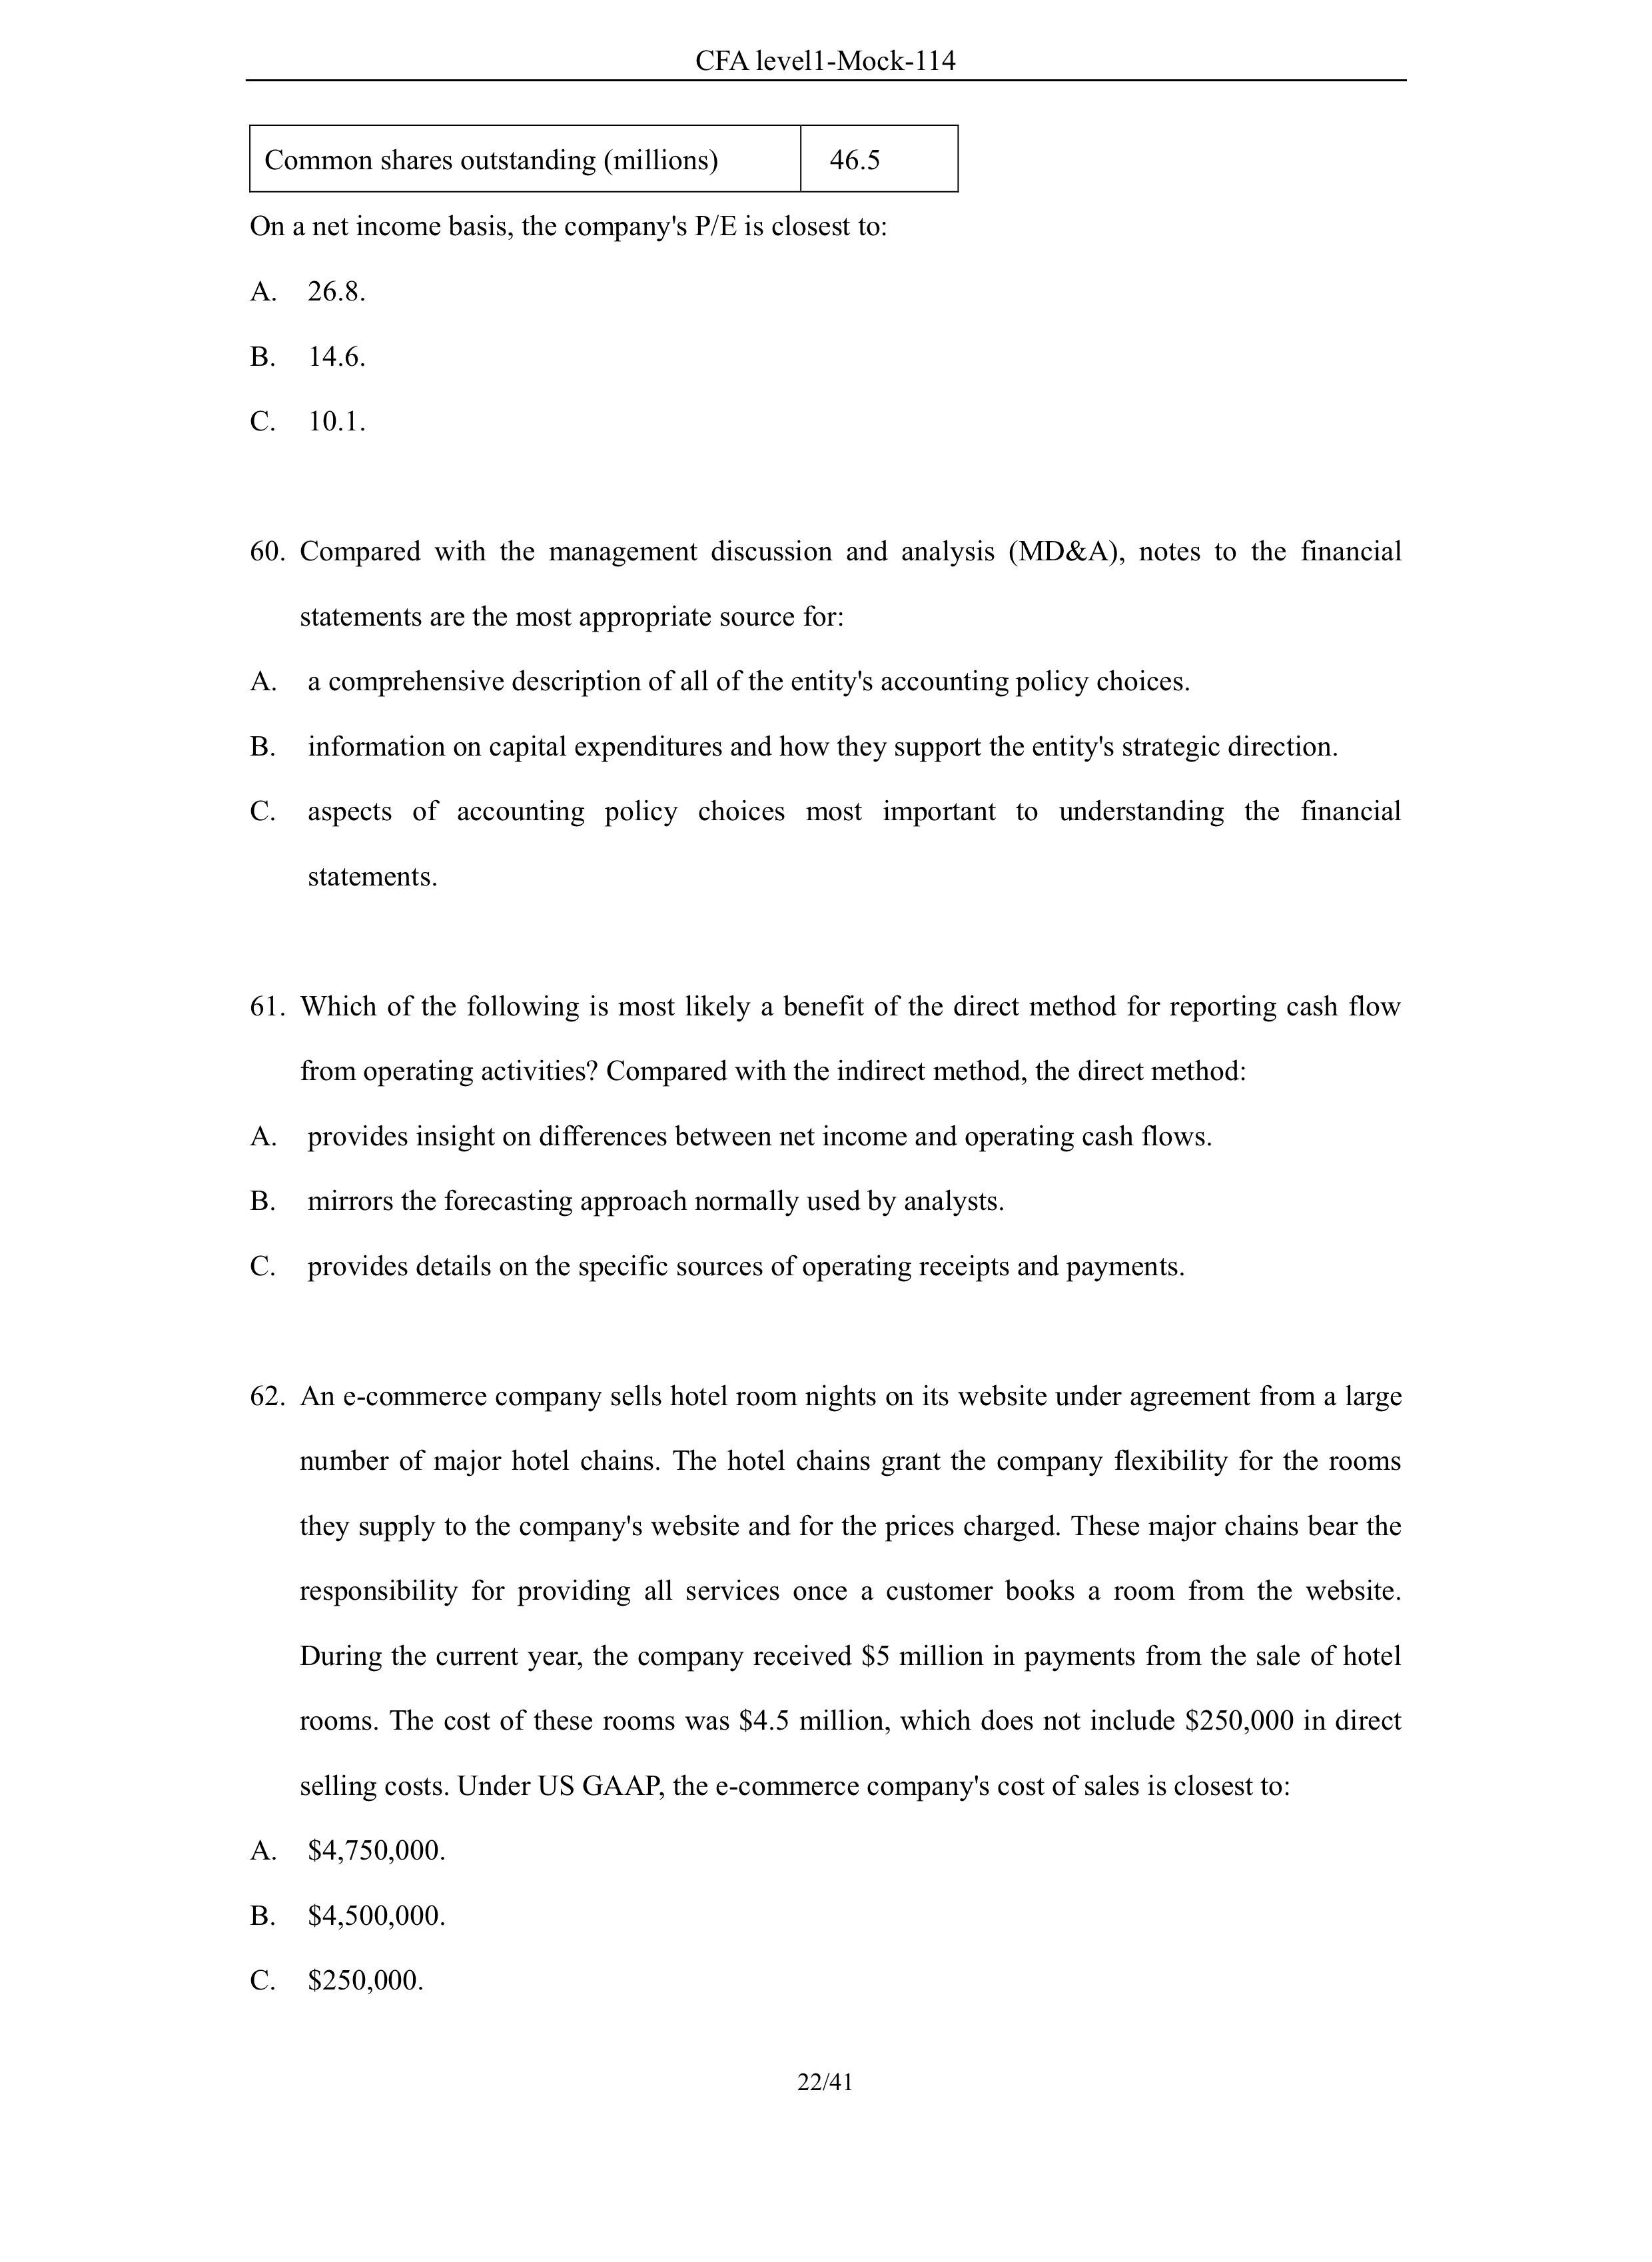 CFA level1-Mock-114
Common shares outstanding (millions) 46.5
On a net income basis, the company's P/E is closest to:
A. 26.8.
B. 14.6.
C. 10.1.
60. Compared with the management discussion and analysis (MD&A), notes to the financial
statements are the most appropriate source for:
A. a comprehensive description of all of the entity's accounting policy choices.
B. information on capital expenditures and how they support the entity's strategic direction.
C. aspects of accounting policy choices most important to understanding the financial
statements.
61. Which of the following is most likely a benefit of the direct method for reporting cash flow
from operating activities? Compared with the indirect method, the direct method:
A. provides insight on differences between net income and operating cash flows.
B. mirrors the forecasting approach normally used by analysts.
C. provides details on the specific sources of operating receipts and payments.
62. An e-commerce company sells hotel room nights on its website under agreement from a large
number of major hotel chains. The hotel chains grant the company flexibility for the rooms
they supply to the company's website and for the prices charged. These major chains bear the
responsibility for providing all services once a customer books a room from the website.
During the current year, the company received $5 million in payments from the sale of hotel
rooms. The cost of these rooms was $4.5 million, which does not include $250,000 in direct
selling costs. Under US GAAP, the e-commerce company's cost of sales is closest to:
A. $4,750,000.
B. $4,500,000.
C. $250,000.
22/41